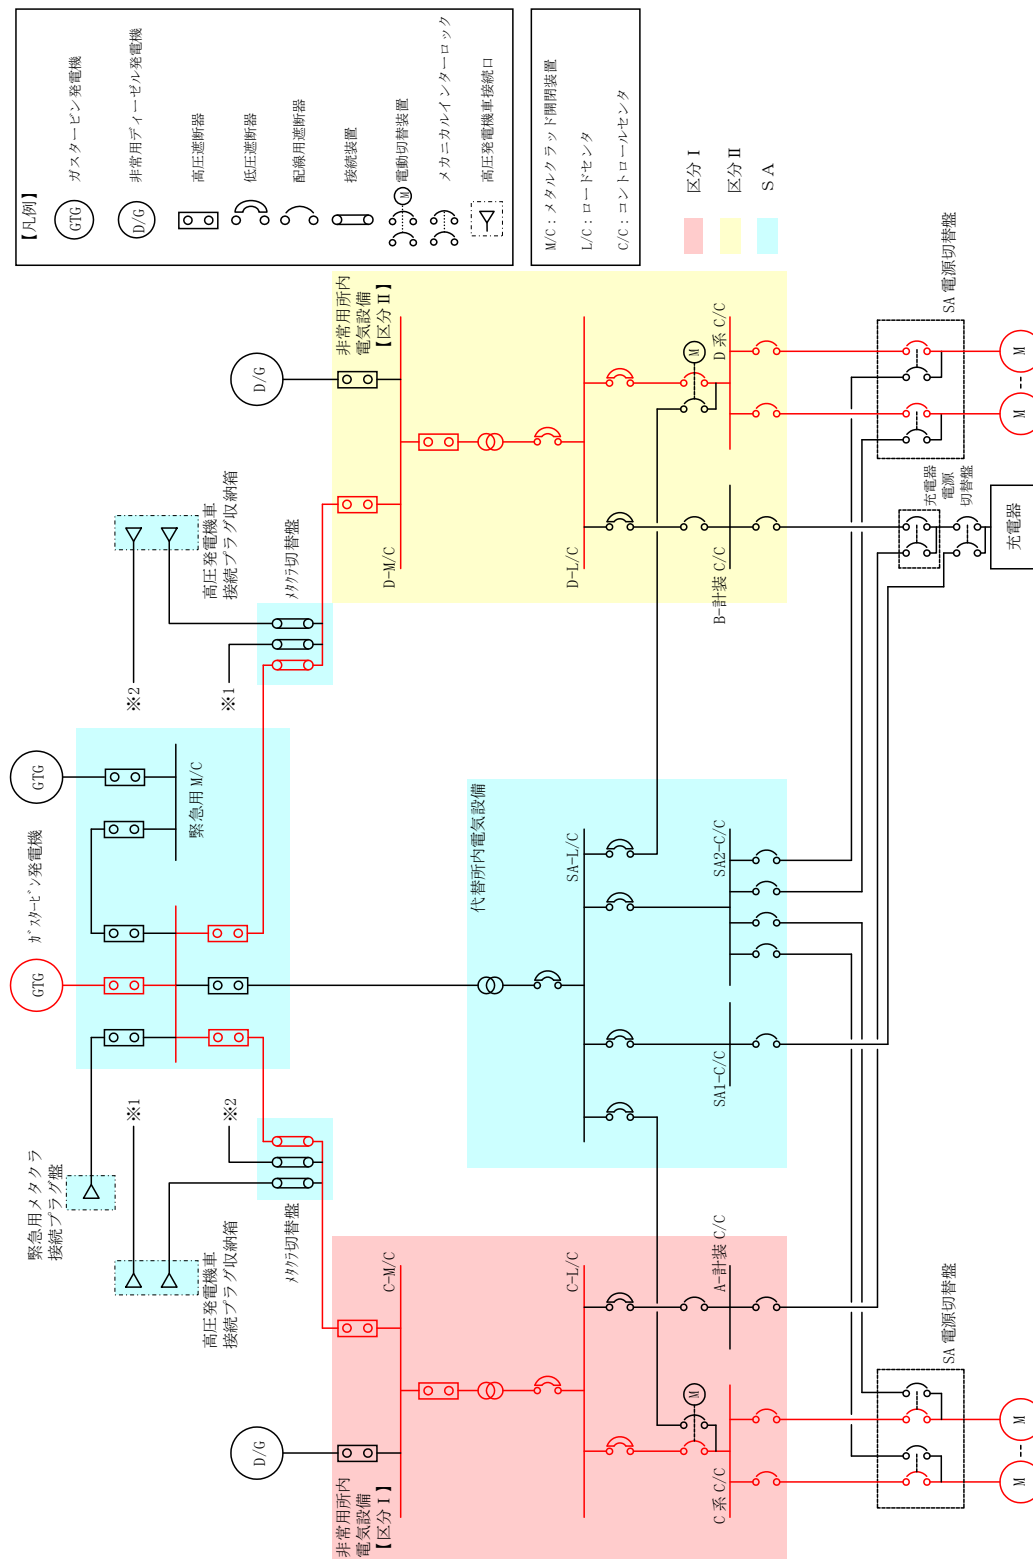 【凡例】
GTG
ガスタービン発電機
D/G
非常用ディーゼル発電機
高圧遮断器
低圧遮断器
配線用遮断器
接続装置
M
電動切替装置
メカニカルインターロック
高圧発電機車接続口
M/C：メタルクラッド開閉装置
L/C：ロードセンタ
C/C：コントロールセンタ
区分Ⅰ
区分Ⅱ
SA
緊急用メタクラ
接続プラグ盤
ガスタービン発電機
GTG
GTG
緊急用M/C
高圧発電機車
接続プラグ収納箱
※1
※2
メタクラ切替盤
高圧発電機車
接続プラグ収納箱
※2
※1
メタクラ切替盤
D/G
D/G
非常用所内
電気設備
【区分Ⅰ】
C-M/C
C-L/C
C系C/C
A-計装C/C
M
代替所内電気設備
SA-L/C
SA1-C/C
SA2-C/C
非常用所内
電気設備
【区分Ⅱ】
D-M/C
D-L/C
B-計装C/C
D系C/C
M
SA電源切替盤
M
M
充電器
電源
切替盤
充電器
SA電源切替盤
M
M